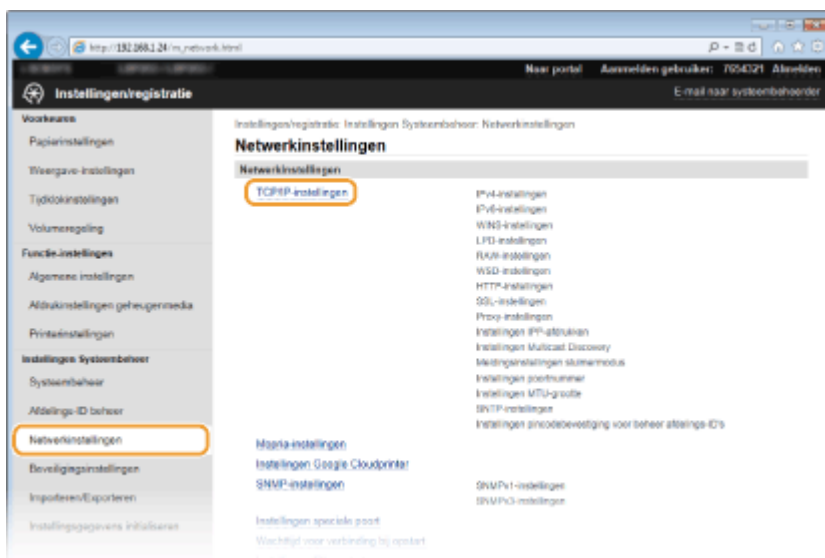 http://192.168.1.24/m_network.html
Naar portal Aanmelden gebruiker: 7654321 Afmelden
Instellingen/registratie
E-mail naar systeembeheerder
Voorkeuren
Papierinstellingen
Weergave-instellingen
Tijdklokinstellingen
Volumeregeling
Functie-instellingen
Algemene instellingen
Afdrukinstellingen geheugenmedia
Printerinstellingen
Instellingen Systeembeheer
Systeembeheer
Afdelings-ID beheer
Netwerkinstellingen
Beveiligingsinstellingen
Importeren/Exporteren
Instellingsgegevens initialiseren
Instellingen/registratie: Instellingen Systeembeheer: Netwerkinstellingen
Netwerkinstellingen
Netwerkinstellingen
TCP/IP-instellingen
IPv4-instellingen
IPv6-instellingen
WINS-instellingen
LPD-instellingen
RAW-instellingen
WSD-instellingen
HTTP-instellingen
SSL-instellingen
Proxy-instellingen
Instellingen IPP-afdrukken
Instellingen Multicast Discovery
Meldingsinstellingen sluimermodus
Instellingen poortnummer
Instellingen MTU-grootte
SNTP-instellingen
Instellingen pincodebevestiging voor beheer afdelings-ID's
Mopria-instellingen
Instellingen Google Cloudprinter
SNMP-instellingen
SNMPv1-instellingen
SNMPv3-instellingen
Instellingen speciale poort
Wachttijd voor verbinding bij opstart